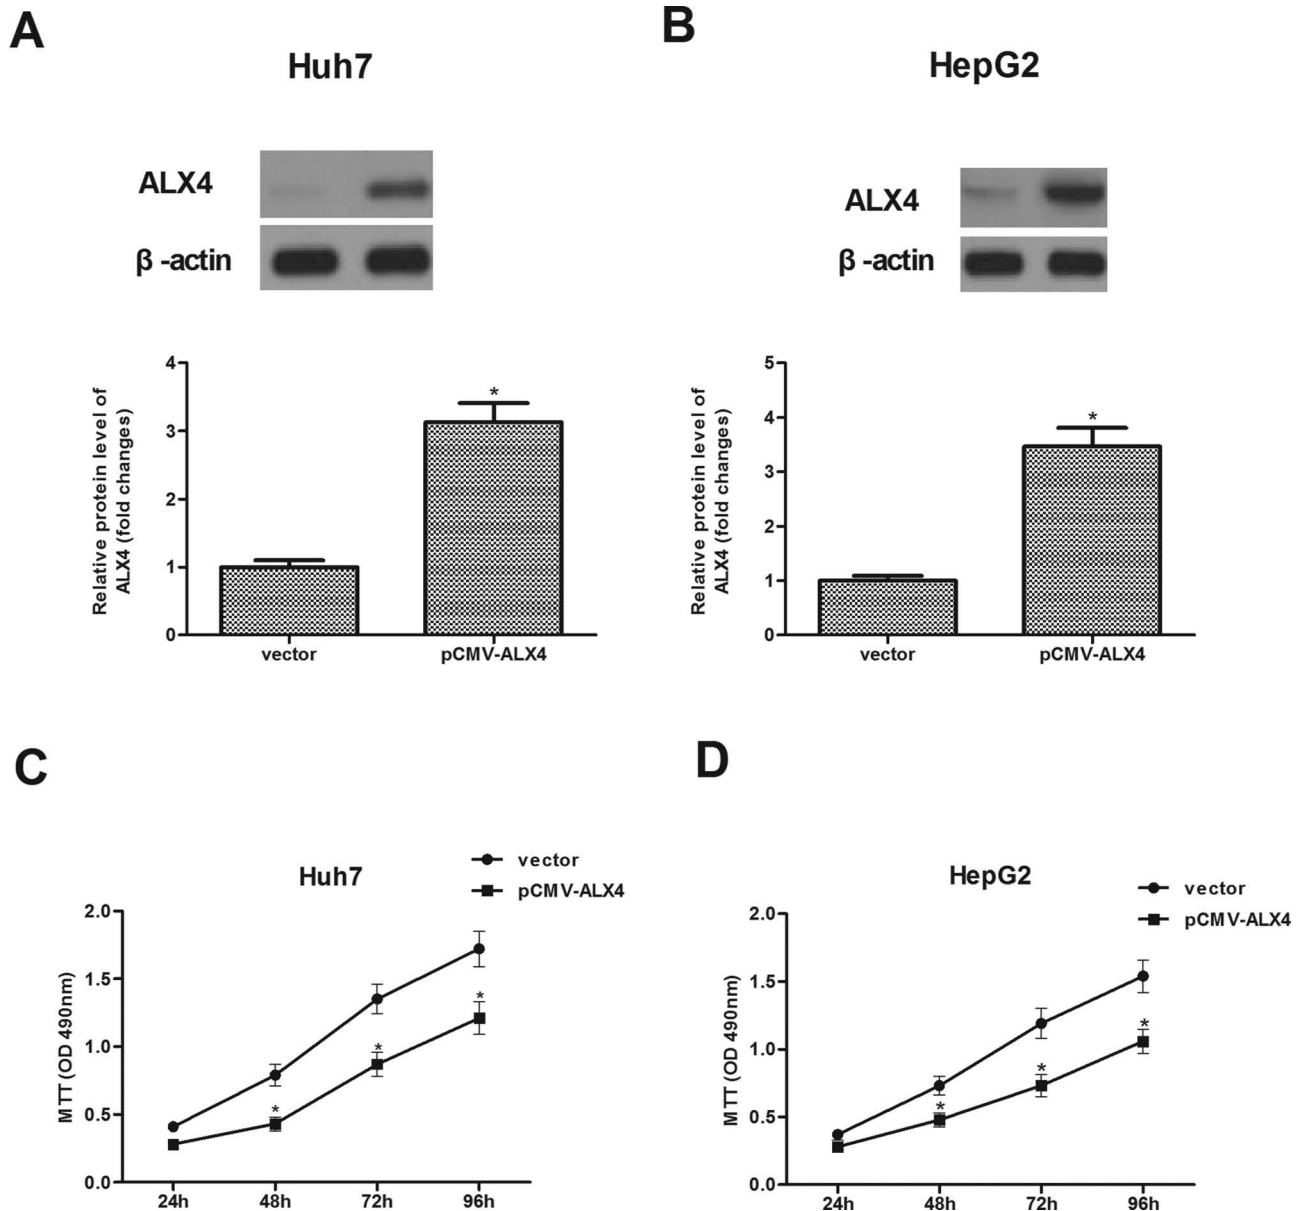 A
Huh7
ALX4
β -actin
Relative protein level of
ALX4 (fold changes)
4
3
2
1
0
*
vector
pCMV-ALX4
B
HepG2
ALX4
β -actin
Relative protein level of
ALX4 (fold changes)
5
4
3
2
1
0
*
vector
pCMV-ALX4
C
Huh7
vector
pCMV-ALX4
MTT (OD 490nm)
2.0
1.5
1.0
0.5
0.0
*
*
*
24h
48h
72h
96h
D
HepG2
vector
pCMV-ALX4
MTT (OD 490nm)
2.0
1.5
1.0
0.5
0.0
*
*
*
24h
48h
72h
96h